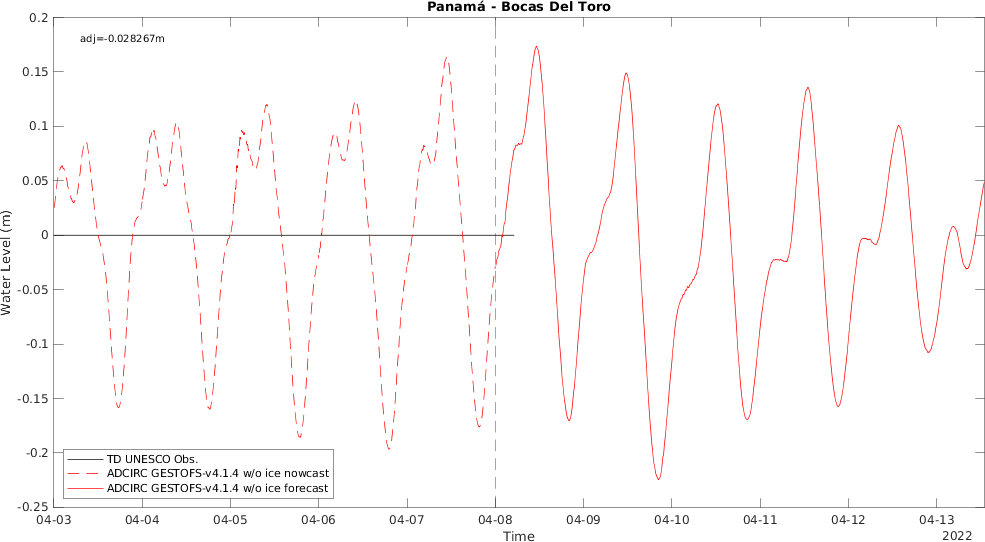 Panamá - Bocas Del Toro
adj=-0.028267m
0.2
0.15
0.1
0.05
0
-0.05
-0.1
-0.15
-0.2
-0.25
Water Level (m)
TD UNESCO Obs.
ADCIRC GESTOFS-v4.1.4 w/o ice nowcast
ADCIRC GESTOFS-v4.1.4 w/o ice forecast
04-03 04-04 04-05 04-06 04-07 04-08 04-09 04-10 04-11 04-12 04-13
Time
2022